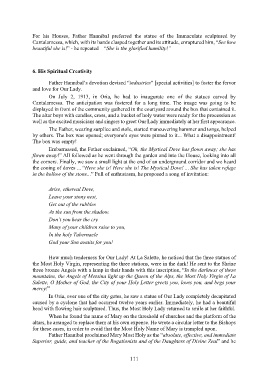 For his Houses, Father Hannibal preferred the statue of the Immaculate sculptured by
Cantalamessa, which, with its hands clasped together and its attitude, enraptured him. "See how
beautiful she is!" - he repeated. "She is the glorified humility!"
6. His Spiritual Creativity
Father Hannibal's devotion devised "industries" [special activities] to foster the fervor
and love for Our Lady.
On July 2, 1913, in Oria, he had to inaugurate one of the statues carved by
Cantalamessa. The anticipation was fostered for a long time. The image was going to be
displayed in front of the community gathered in the courtyard around the box that contained it.
The altar boys with candles, cross, and a bucket of holy water were ready for the procession as
well as the excited musicians and singers to greet Our Lady immediately at her first appearance.
The Father, wearing surplice and stole, started maneuvering hammer and tongs, helped
by others. The box was opened; everyone's eyes were pinned to it... What a disappointment!
The box was empty!
Embarrassed, the Father exclaimed, "Oh, the Mystical Dove has flown away; she has
flown away!" All followed as he went through the garden and into the House, looking into all
the corners. Finally, we saw a small light at the end of an underground corridor and we heard
the cooing of doves ... "Here she is! Here she is! The Mystical Dove! ... She has taken refuge
in the hollow of the stone..." Full of enthusiasm, he proposed a song of invitation:
Arise, ethereal Dove,
Leave your stony nest,
Get out of the rubbles
As the sun from the shadow.
Don't you hear the cry
Many of your children raise to you,
In the holy Tabernacle
God your Son awaits for you!
How much tenderness for Our Lady! At La Salette, he noticed that the three statues of
the Most Holy Virgin, representing the three stations, were in the dark! He sent to the Shrine
three bronze Angels with a lamp in their hands with this inscription, "In the darkness of these
mountains, the Angels of Messina light up the Queen of the Alps, the Most Holy Virgin of La
Salette, O Mother of God, the City of your Holy Letter greets you, loves you, and begs your
mercy!"
In Oria, over one of the city gates, he saw a statue of Our Lady completely decapitated
caused by a cyclone that had occurred twelve years earlier. Immediately, he had a beautiful
head with flowing hair sculptured. Thus, the Most Holy Lady returned to smile at her faithful.
When he found the name of Mary on the threshold of churches and the platform of the
altars, he arranged to replace them at his own expense. He wrote a circular letter to the Bishops
for these cases, in order to avoid that the Most Holy Name of Mary is trampled upon.
Father Hannibal proclaimed Mary Most Holy as the "absolute, effective, and immediate
Superior, guide, and teacher of the Rogationists and of the Daughters of Divine Zeal" and he
111